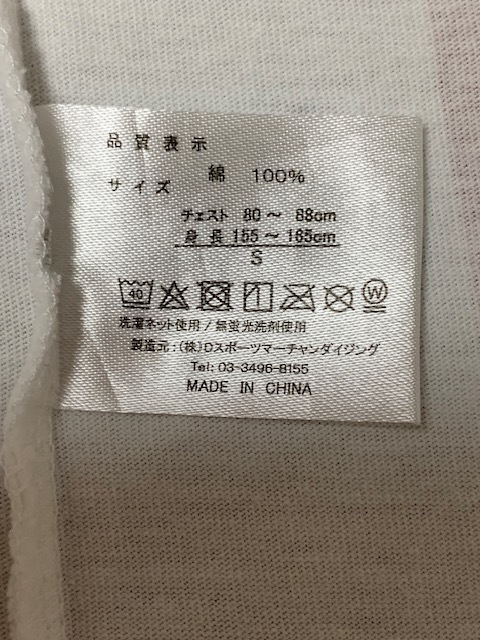 品質表示
綿 100%
サイズ
チェスト 80～ 88cm
身長 155～165cm
S
40
W
洗濯ネット使用/無蛍光洗剤使用
製造元:(株)Dスポーツマーチャンダイジング
Tel: 03-3496-8155
MADE IN CHINA